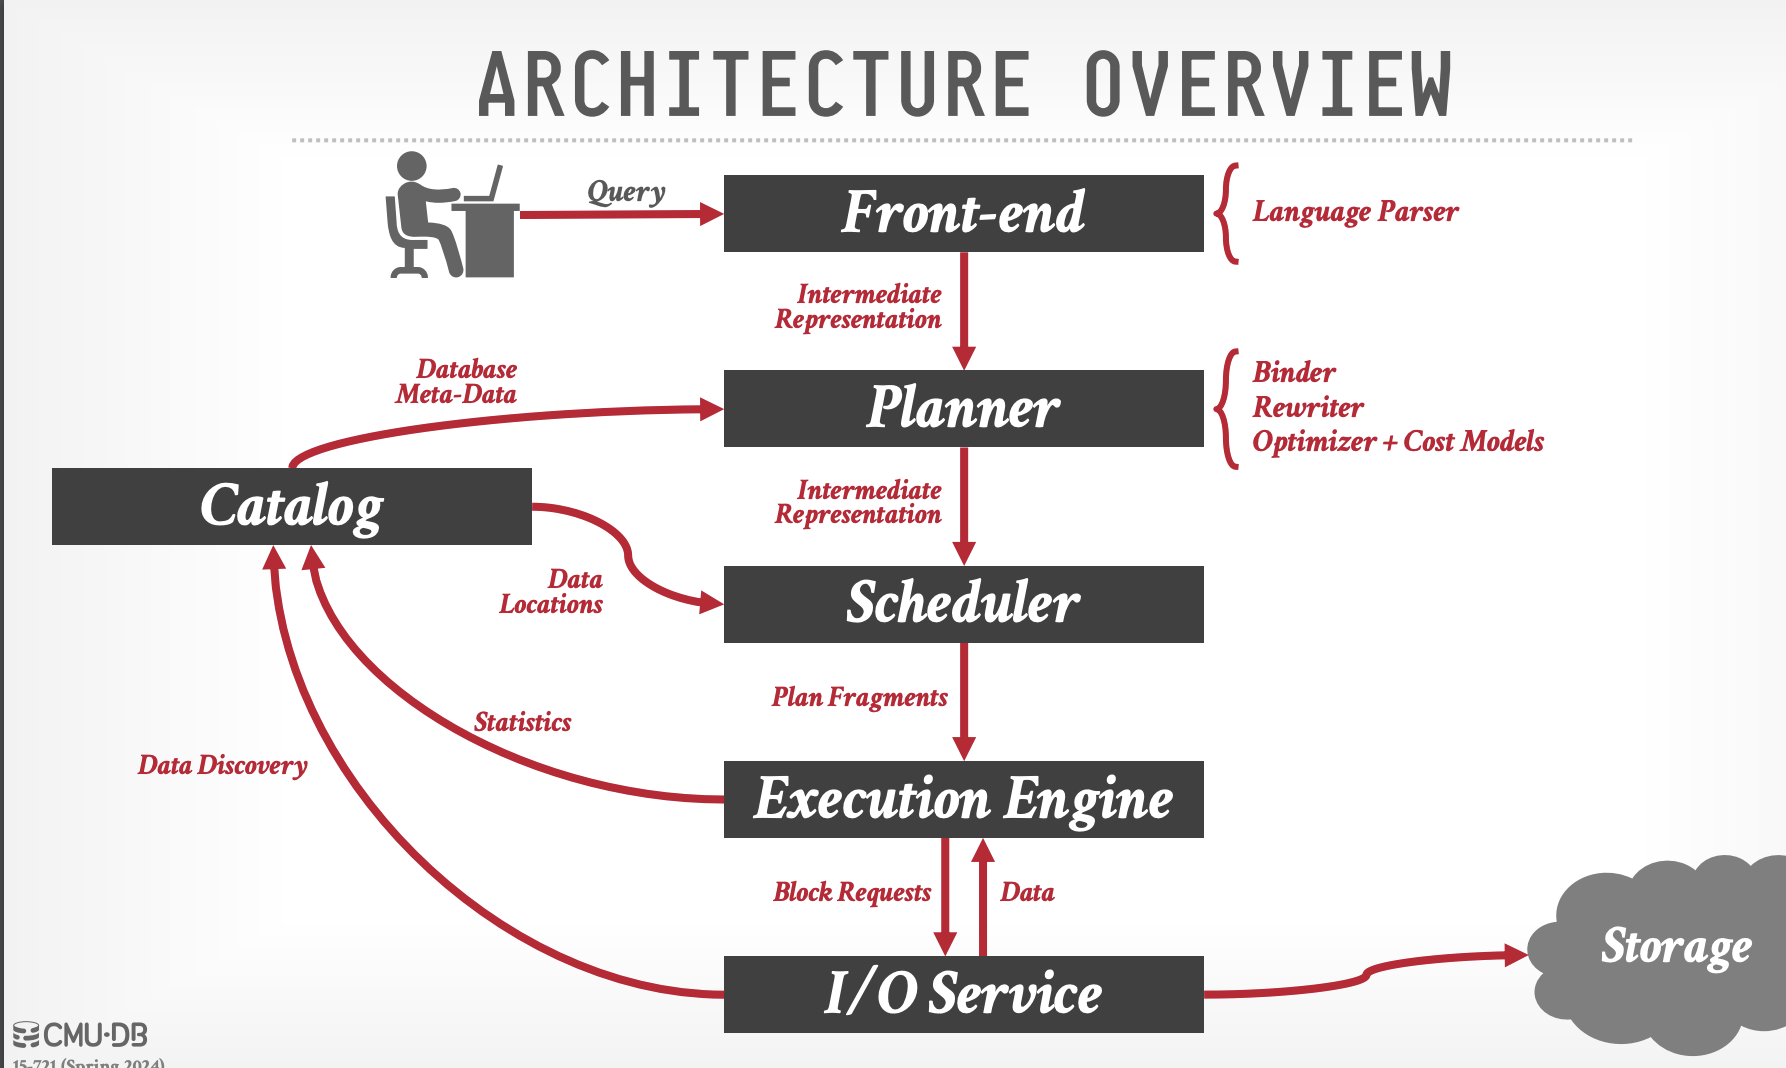 ARCHITECTURE OVERVIEW
Query
Front-end
Language Parser
Intermediate
Representation
Database
Meta-Data
Planner
Binder
Rewriter
Optimizer + Cost Models
Catalog
Intermediate
Representation
Data
Locations
Scheduler
Plan Fragments
Statistics
Data Discovery
Execution Engine
Block Requests
Data
Storage
I/O Service
CMU·DB
15-721 (Spring 2024)